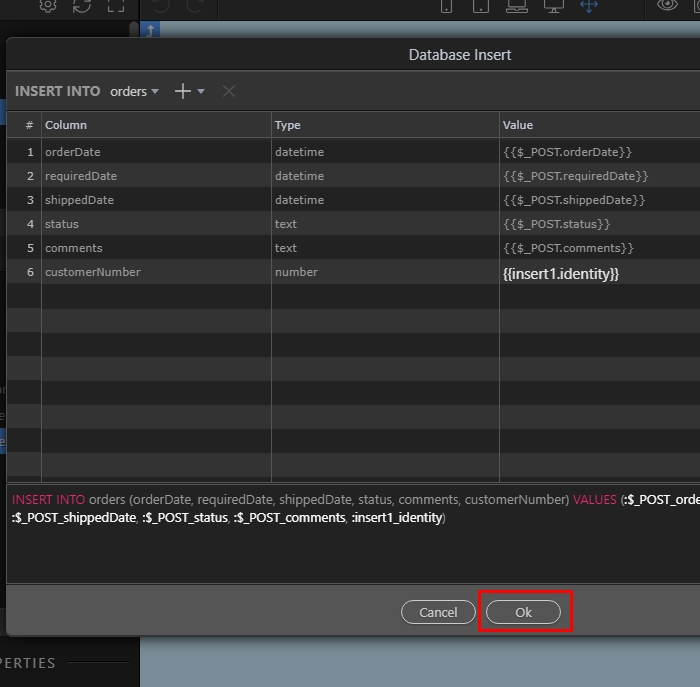 Database Insert
INSERT INTO orders
# Column Type Value
1 orderDate datetime {{$_POST.orderDate}}
2 requiredDate datetime {{$_POST.requiredDate}}
3 shippedDate datetime {{$_POST.shippedDate}}
4 status text {{$_POST.status}}
5 comments text {{$_POST.comments}}
6 customerNumber number {{insert1.identity}}
INSERT INTO orders (orderDate, requiredDate, shippedDate, status, comments, customerNumber) VALUES (:$_POST_orde
:$_POST_shippedDate, :$_POST_status, :$_POST_comments, :insert1_identity)
Cancel Ok
PERTIES